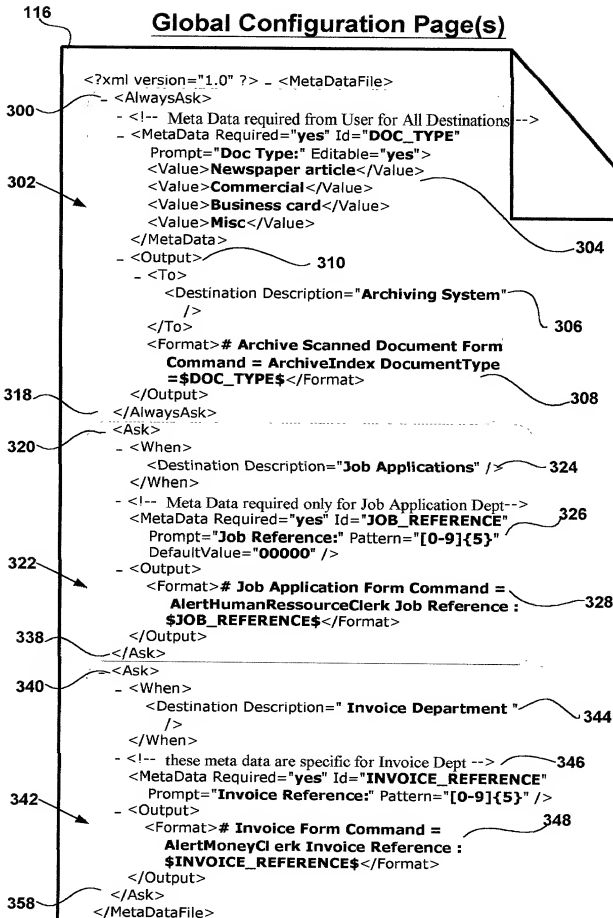 116
Global Configuration Page(s)
<?xml version="1.0" ?> - <MetaDataFile>
300
- <AlwaysAsk>
- <!-- Meta Data required from User for All Destinations-->
- <MetaData Required="yes" Id="DOC_TYPE"
Prompt="Doc Type:" Editable="yes">
302
<Value>Newspaper article</Value>
<Value>Commercial</Value>
<Value>Business card</Value>
<Value>Misc</Value>
304
</MetaData>
- <Output>
310
- <To>
<Destination Description="Archiving System"
306
/>
</To>
<Format># Archive Scanned Document Form
Command = ArchiveIndex DocumentType
=$DOC_TYPE$</Format>
308
</Output>
318
</AlwaysAsk>
320
- <Ask>
- <When>
<Destination Description="Job Applications" />
324
</When>
- <!-- Meta Data required only for Job Application Dept-->
<MetaData Required="yes" Id="JOB_REFERENCE"
326
Prompt="Job Reference:" Pattern="[0-9]{5}"
DefaultValue="00000" />
322
- <Output>
<Format># Job Application Form Command =
328
AlertHumanRessourceClerk Job Reference :
$JOB_REFERENCE$</Format>
</Output>
338
</Ask>
340
- <Ask>
- <When>
<Destination Description=" Invoice Department "
344
/>
</When>
- <!-- these meta data are specific for Invoice Dept -->
346
<MetaData Required="yes" Id="INVOICE_REFERENCE"
Prompt="Invoice Reference:" Pattern="[0-9]{5}" />
342
- <Output>
<Format># Invoice Form Command =
348
AlertMoneyCl erk Invoice Reference :
$INVOICE_REFERENCE$</Format>
</Output>
358
</Ask>
</MetaDataFile>